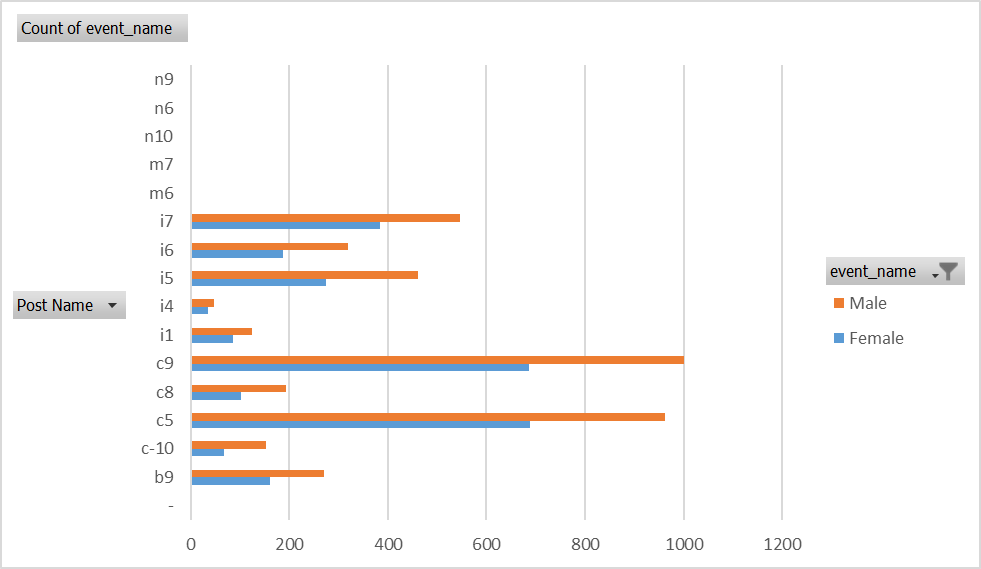 Count of event_name
n9
n6
n10
m7
m6
i7
i6
i5
i4
i1
c9
c8
c5
c-10
b9
-
0 200 400 600 800 1000 1200
Post Name
event_name
Male
Female